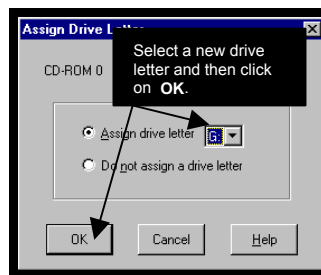 Assign Drive Letter
Select a new drive
letter and then click
on OK.
CD-ROM 0
Assign drive letter G:
Do not assign a drive letter
OK Cancel Help